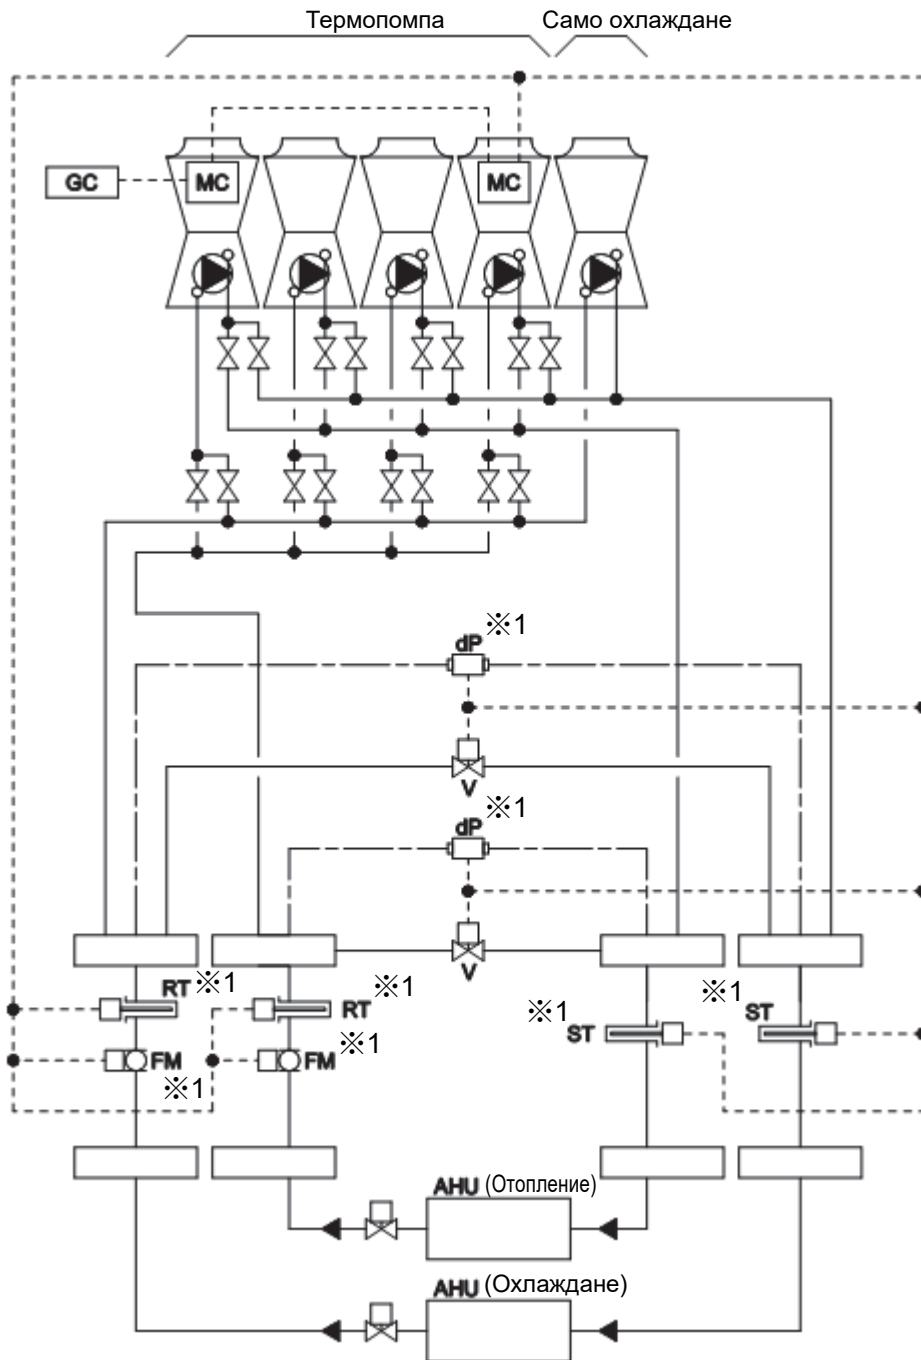 Термопомпа Само охлаждане
GC MC MC
※1
dP
V
※1
dP
V
RT ※1 RT ※1 ※1 ST ※1 ST
FM ※1 FM ※1
AHU (Отопление)
AHU (Охлаждане)